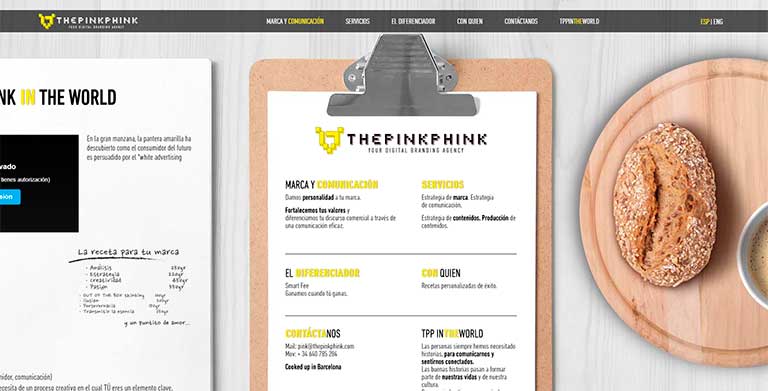 THEPINKPHINK
YOUR DIGITAL BRANDING AGENCY
MARCA Y COMUNICACIÓN
SERVICIOS
EL DIFERENCIADOR
CON QUIEN
CONTÁCTANOS
TPPINTHEWORLD
ESP | ENG
NK IN THE WORLD
En la gran manzana, la pantera amarilla ha
descubierto como el consumidor del futuro
es persuadido por el "white advertising
vado
tienes autorización)
sion
La receta para tu marca
- Análisis 25gr
- Estrategia
- creatividad 45gr
- Pasión
- OUT OF THE BOX thinking
- Ilusión
- Perseverancia
- Transmitir la esencia
y un puntito de amor...
midor, comunicación)
ecesita de un proceso creativo en el cual TÚ eres un elemento clave.
THEPINKPHINK
YOUR DIGITAL BRANDING AGENCY
MARCA Y COMUNICACIÓN
Damos personalidad a tu marca.
Fortalecemos tus valores y
diferenciamos tu discurso comercial a través de
una comunicación eficaz.
SERVICIOS
Estrategia de marca. Estrategia
de comunicación.
Estrategia de contenidos. Producción de
contenidos.
EL DIFERENCIADOR
Smart Fee
Ganamos cuando tú ganas.
CON QUIEN
Recetas personalizadas de éxito.
CONTÁCTANOS
Mail: pink@thepinkphink.com
Mov: + 34 640 785 294
Cooked up in Barcelona
TPP INTHEWORLD
Las personas siempre hemos necesitado
historias, para comunicarnos y
sentirnos conectados.
Las buenas historias pasan a formar
parte de nuestras vidas y de nuestra
cultura.